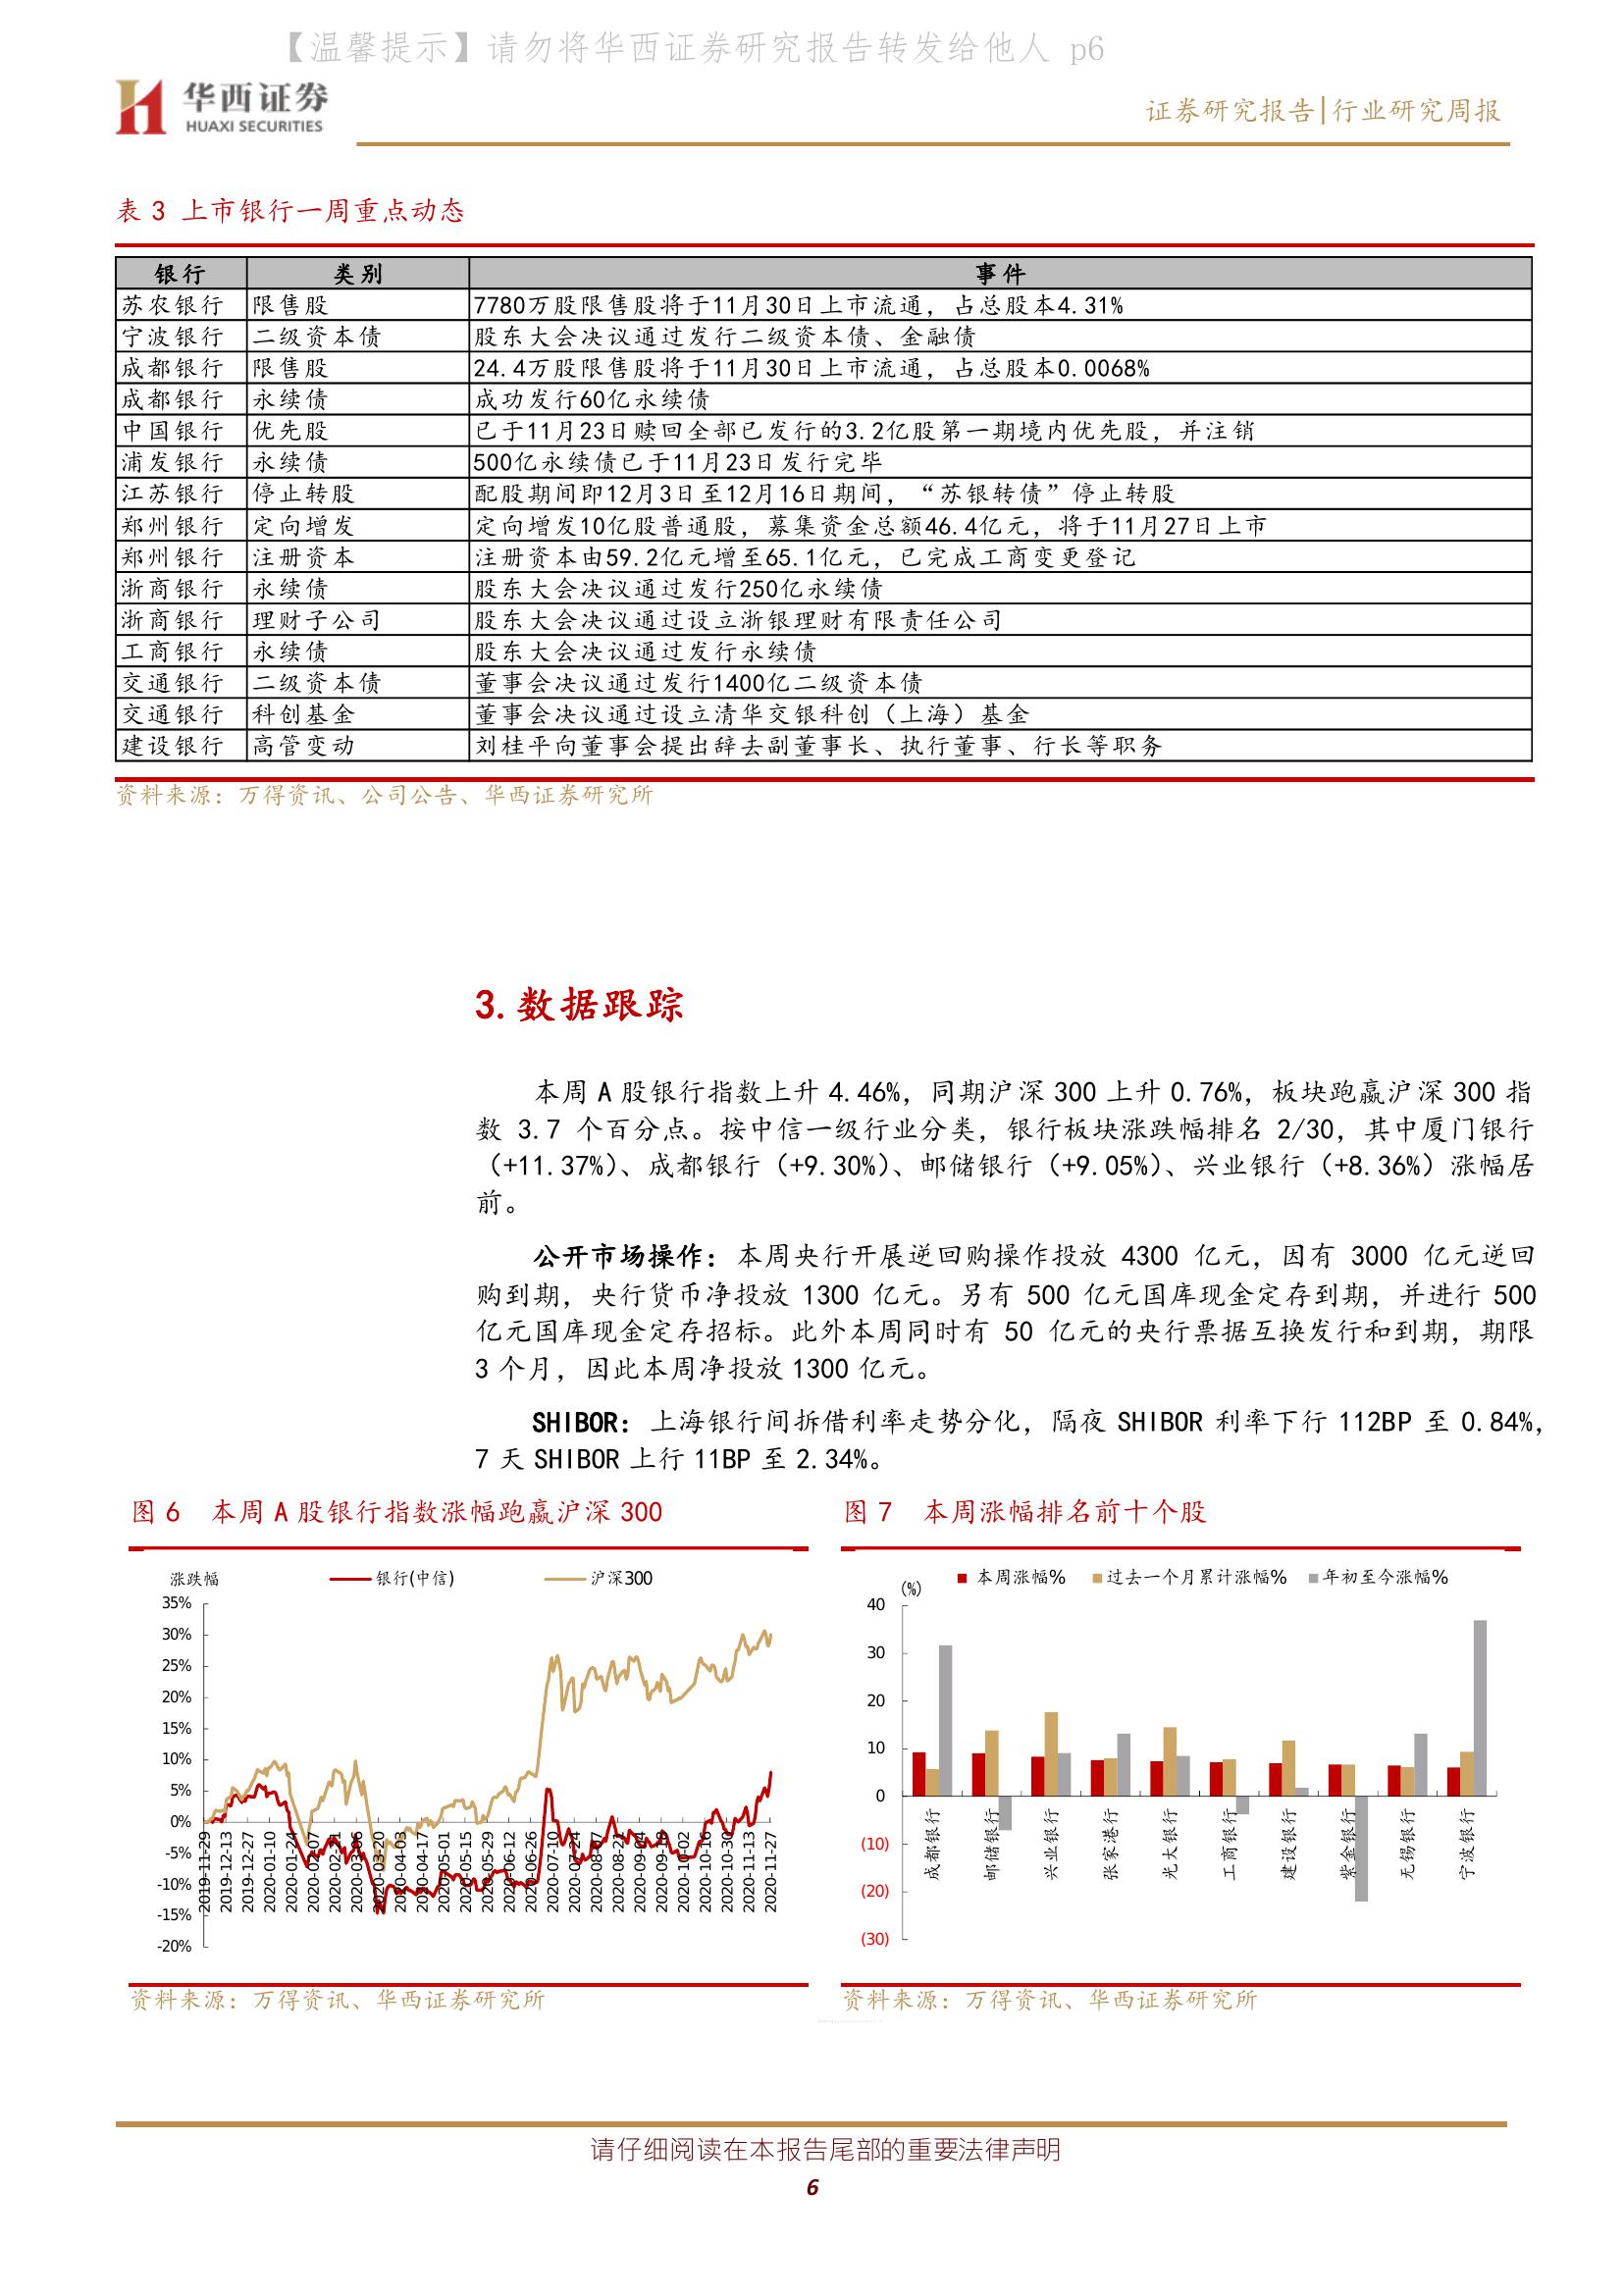 【温馨提示】请勿将华西证券研究报告转发给他人 p6
华西证券
HUAXI SECURITIES
证券研究报告|行业研究周报
表 3 上市银行一周重点动态
银行 类别 事件
苏农银行 限售股 7780万股限售股将于11月30日上市流通，占总股本4.31%
宁波银行 二级资本债 股东大会决议通过发行二级资本债、金融债
成都银行 限售股 24.4万股限售股将于11月30日上市流通，占总股本0.0068%
成都银行 永续债 成功发行60亿永续债
中国银行 优先股 已于11月23日赎回全部已发行的3.2亿股第一期境内优先股，并注销
浦发银行 永续债 500亿永续债已于11月23日发行完毕
江苏银行 停止转股 配股期间即12月3日至12月16日期间，“苏银转债”停止转股
郑州银行 定向增发 定向增发10亿股普通股，募集资金总额46.4亿元，将于11月27日上市
郑州银行 注册资本 注册资本由59.2亿元增至65.1亿元，已完成工商变更登记
浙商银行 永续债 股东大会决议通过发行250亿永续债
浙商银行 理财子公司 股东大会决议通过设立浙银理财有限责任公司
工商银行 永续债 股东大会决议通过发行永续债
交通银行 二级资本债 董事会决议通过发行1400亿二级资本债
交通银行 科创基金 董事会决议通过设立清华交银科创（上海）基金
建设银行 高管变动 刘桂平向董事会提出辞去副董事长、执行董事、行长等职务
资料来源：万得资讯、公司公告、华西证券研究所
3.数据跟踪
本周 A 股银行指数上升 4.46%，同期沪深 300 上升 0.76%，板块跑赢沪深 300 指
数 3.7 个百分点。按中信一级行业分类，银行板块涨跌幅排名 2/30，其中厦门银行
（+11.37%）、成都银行（+9.30%）、邮储银行（+9.05%）、兴业银行（+8.36%）涨幅居
前。
公开市场操作：本周央行开展逆回购操作投放 4300 亿元，因有 3000 亿元逆回
购到期，央行货币净投放 1300 亿元。另有 500 亿元国库现金定存到期，并进行 500
亿元国库现金定存招标。此外本周同时有 50 亿元的央行票据互换发行和到期，期限
3 个月，因此本周净投放 1300 亿元。
SHIBOR：上海银行间拆借利率走势分化，隔夜 SHIBOR 利率下行 112BP 至 0.84%，
7 天 SHIBOR 上行 11BP 至 2.34%。
图 6 本周 A 股银行指数涨幅跑赢沪深 300
涨跌幅 银行(中信) 沪深300
35%
30%
25%
20%
15%
10%
5%
0%
-5%
-10%
-15%
-20%
2019-11-29
2019-12-13
2019-12-27
2020-01-10
2020-01-24
2020-02-07
2020-02-21
2020-03-06
2020-03-20
2020-04-03
2020-04-17
2020-05-01
2020-05-15
2020-05-29
2020-06-12
2020-06-26
2020-07-10
2020-07-24
2020-08-07
2020-08-21
2020-09-04
2020-09-18
2020-10-02
2020-10-16
2020-10-30
2020-11-13
2020-11-27
资料来源：万得资讯、华西证券研究所
图 7 本周涨幅排名前十个股
(%) 本周涨幅% 过去一个月累计涨幅% 年初至今涨幅%
40
30
20
10
0
(10)
(20)
(30)
成都银行
邮储银行
兴业银行
张家港行
光大银行
工商银行
建设银行
紫金银行
无锡银行
宁波银行
资料来源：万得资讯、华西证券研究所
请仔细阅读在本报告尾部的重要法律声明
6